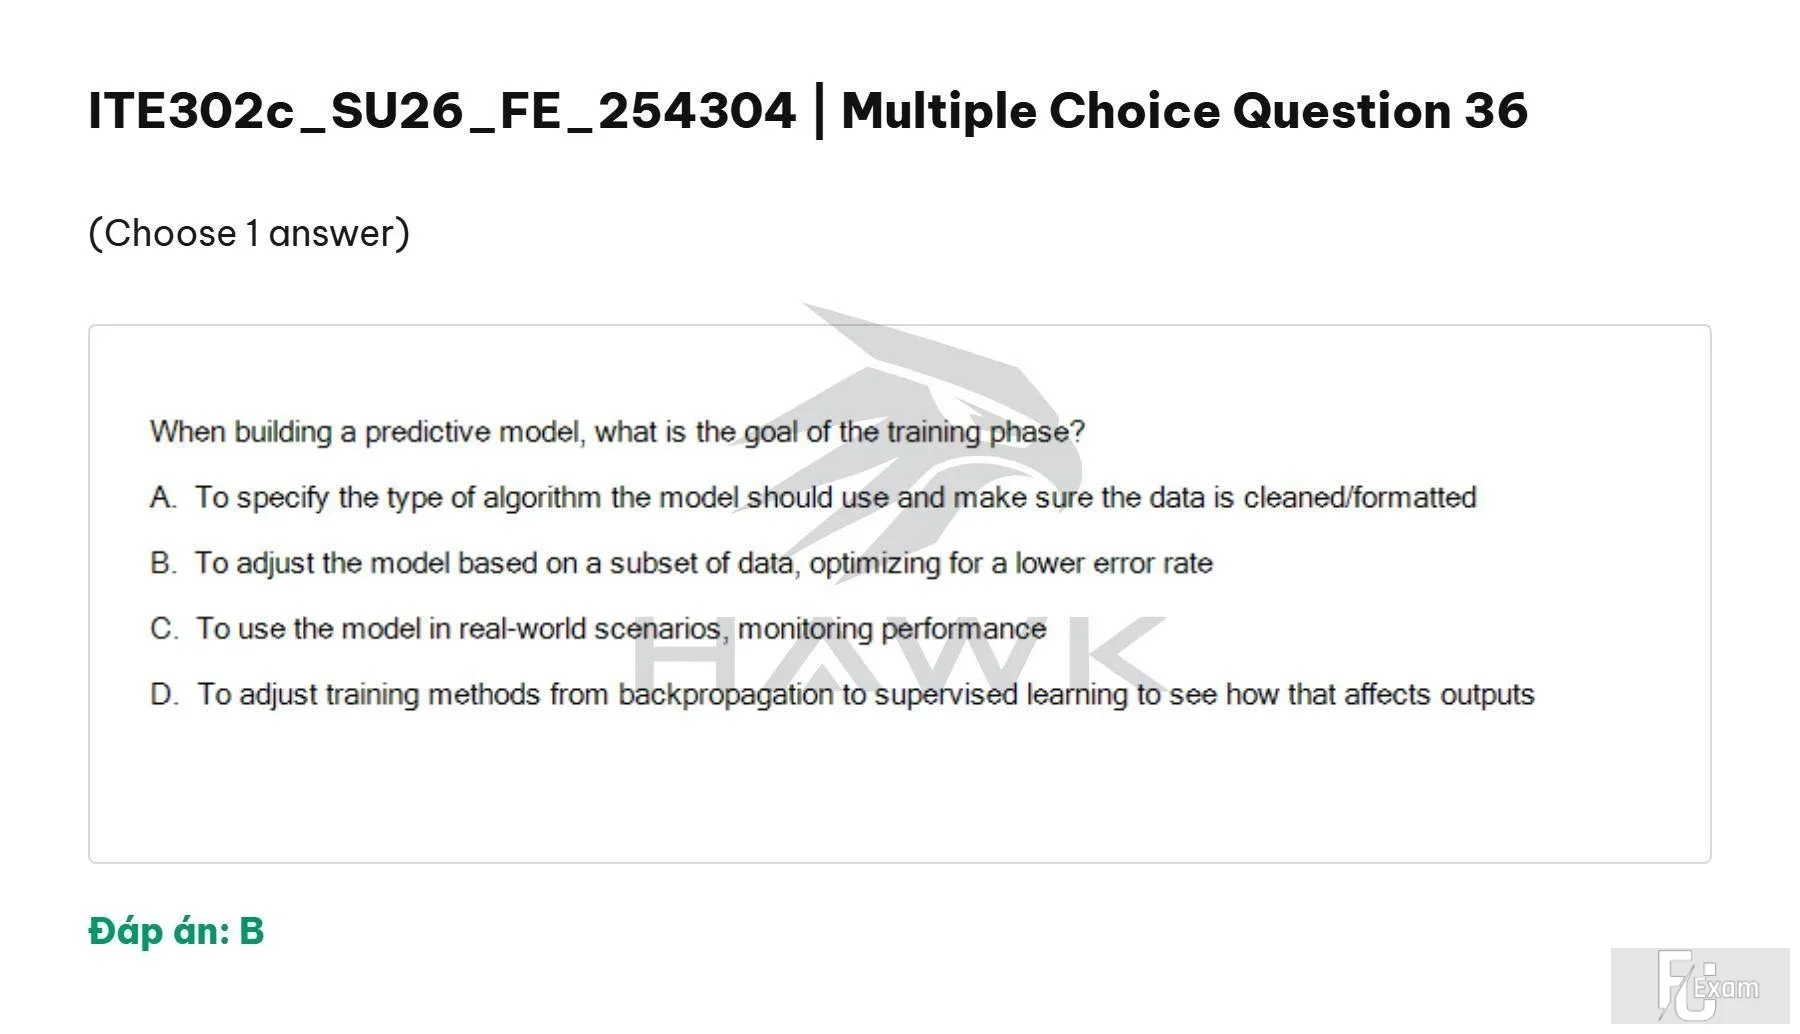 ITE302c_SU26_FE_254304 | Multiple Choice Question 36
(Choose 1 answer)
When building a predictive model, what is the goal of the training phase?
A. To specify the type of algorithm the model should use and make sure the data is cleaned/formatted
B. To adjust the model based on a subset of data, optimizing for a lower error rate
C. To use the model in real-world scenarios, monitoring performance
D. To adjust training methods from backpropagation to supervised learning to see how that affects outputs
HAWK
Đáp án: B
FU Exam